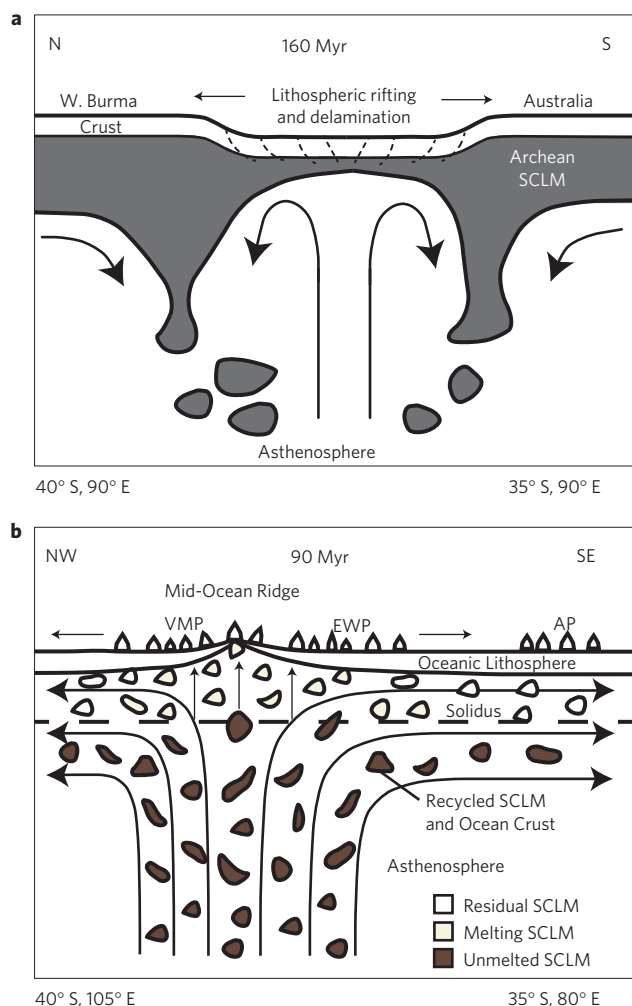 a
N 160 Myr S
W. Burma
Lithospheric rifting
and delamination
Australia
Crust
Archean
SCLM
Asthenosphere
40° S, 90° E 35° S, 90° E
b
NW 90 Myr SE
Mid-Ocean Ridge
VMP EWP AP
Oceanic Lithosphere
Solidus
Recycled SCLM
and Ocean Crust
Asthenosphere
Residual SCLM
Melting SCLM
Unmelted SCLM
40° S, 105° E 35° S, 80° E